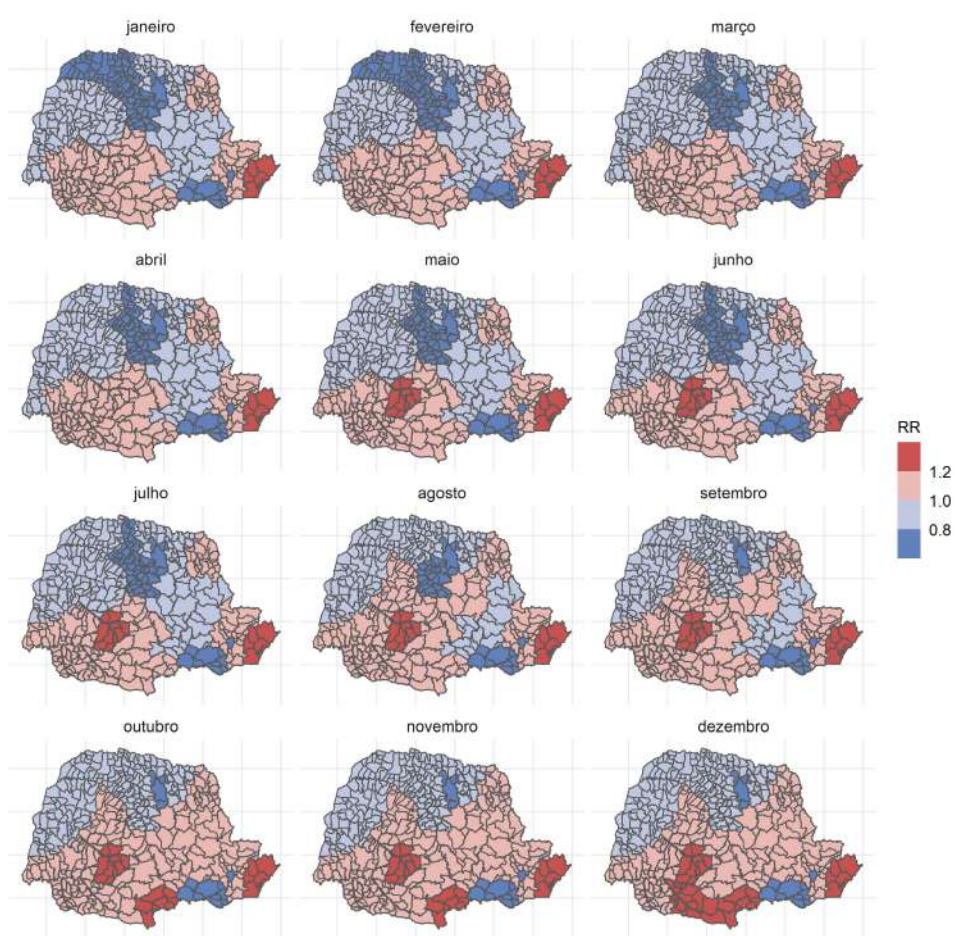 janeiro
fevereiro
março
abril
maio
junho
RR
1.2
1.0
0.8
julho
agosto
setembro
outubro
novembro
dezembro